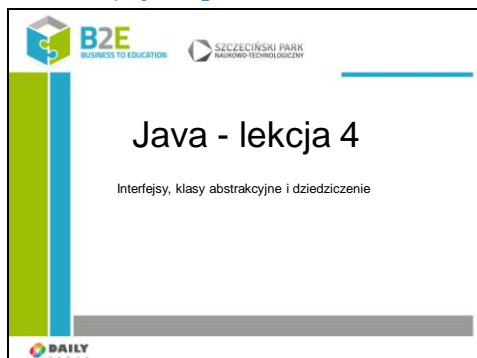 B2E
BUSINESS TO EDUCATION
SZCZECIŃSKI PARK
NAUKOWO-TECHNOLOGICZNY
Java - lekcja 4
Interfejsy, klasy abstrakcyjne i dziedziczenie
DAILY